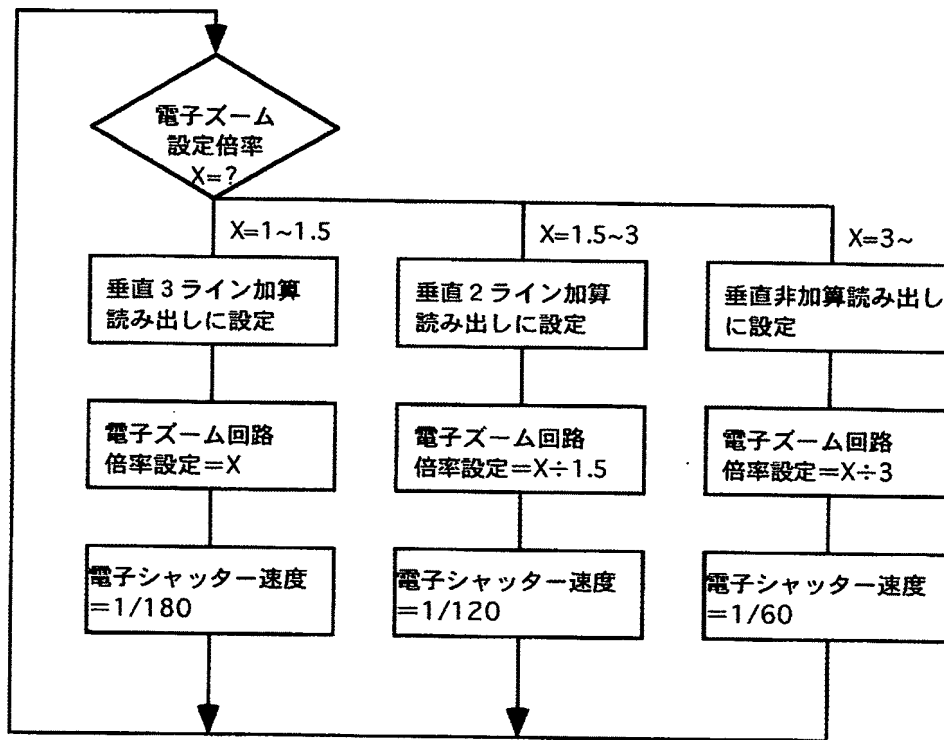 電子ズーム
設定倍率
X=?
X=1~1.5
X=1.5~3
X=3~
垂直3ライン加算
読み出しに設定
垂直2ライン加算
読み出しに設定
垂直非加算読み出し
に設定
電子ズーム回路
倍率設定=X
電子ズーム回路
倍率設定=X÷1.5
電子ズーム回路
倍率設定=X÷3
電子シャッター速度
=1/180
電子シャッター速度
=1/120
電子シャッター速度
=1/60